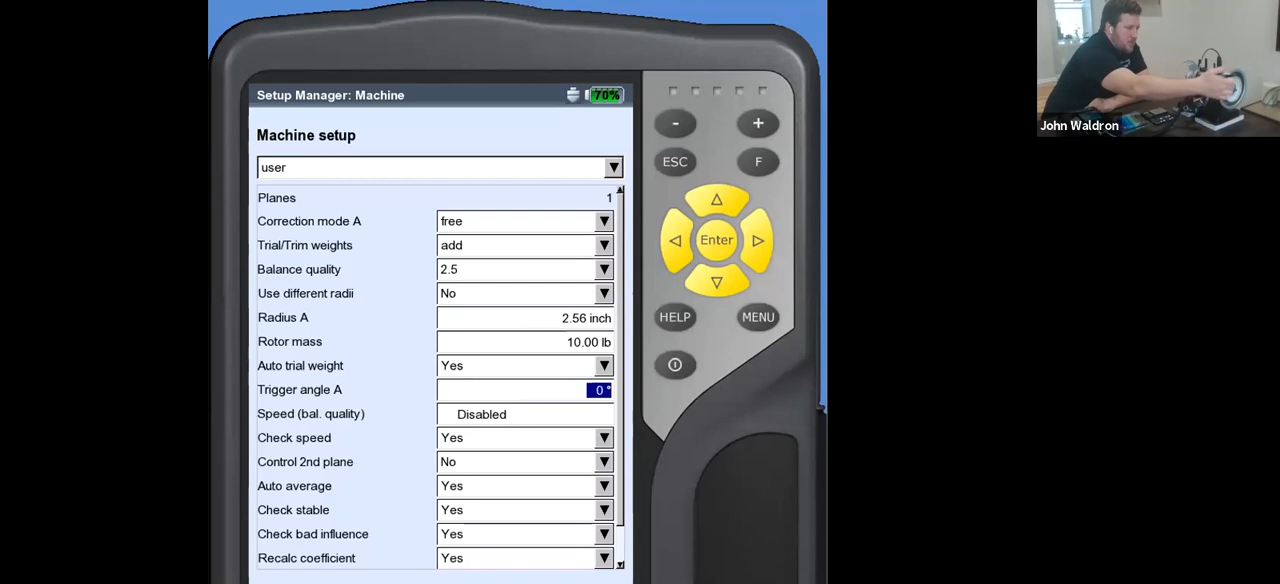 Setup Manager: Machine 70%
Machine setup
user
Planes 1
Correction mode A free
Trial/Trim weights add
Balance quality 2.5
Use different radii No
Radius A 2.56 inch
Rotor mass 10.00 lb
Auto trial weight Yes
Trigger angle A 0 °
Speed (bal. quality) Disabled
Check speed Yes
Control 2nd plane No
Auto average Yes
Check stable Yes
Check bad influence Yes
Recalc coefficient Yes
- +
ESC F
Enter
HELP MENU
John Waldron